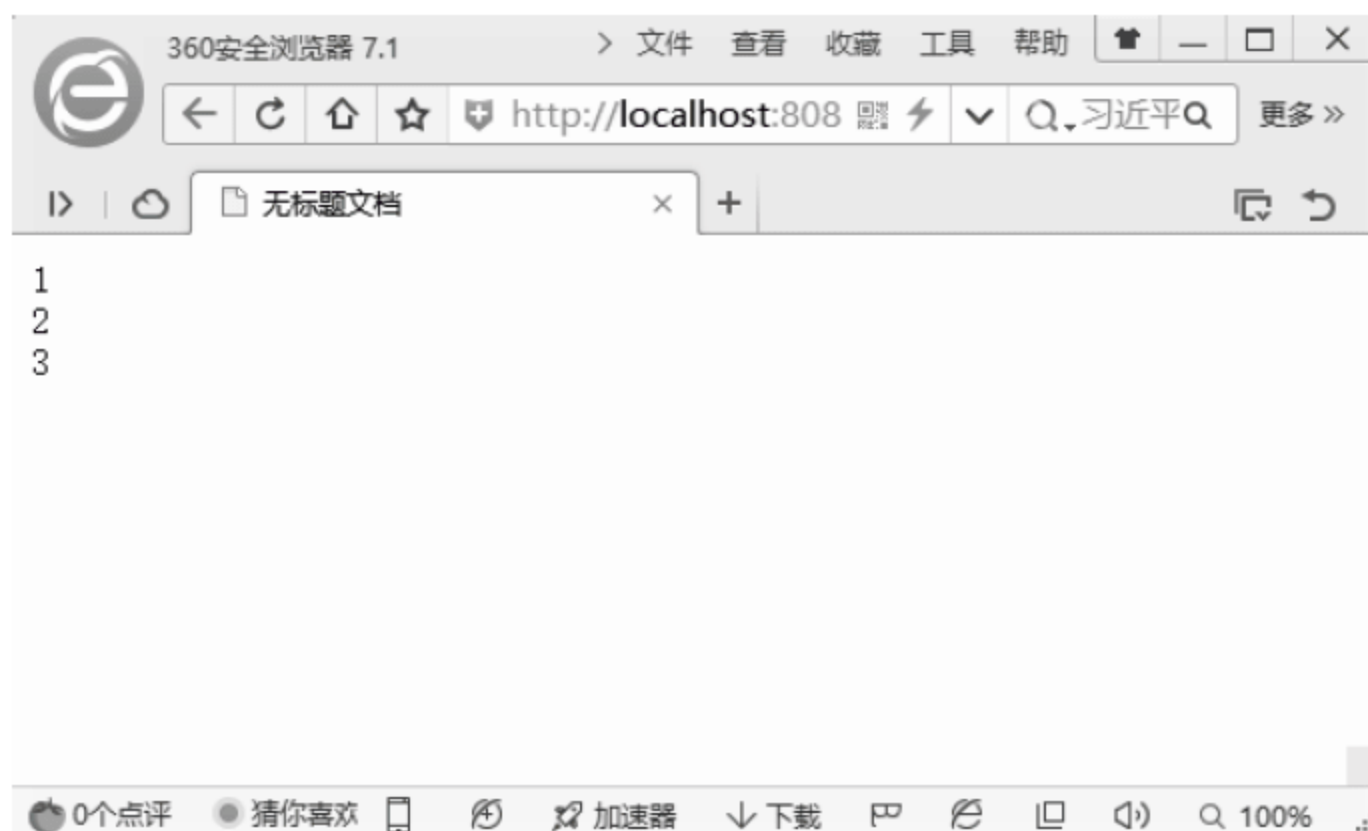 360安全浏览器 7.1 > 文件 查看 收藏 工具 帮助
http://localhost:808 习近平 更多 »
无标题文档
1
2
3
0个点评 猜你喜欢 加速器 下载 100%